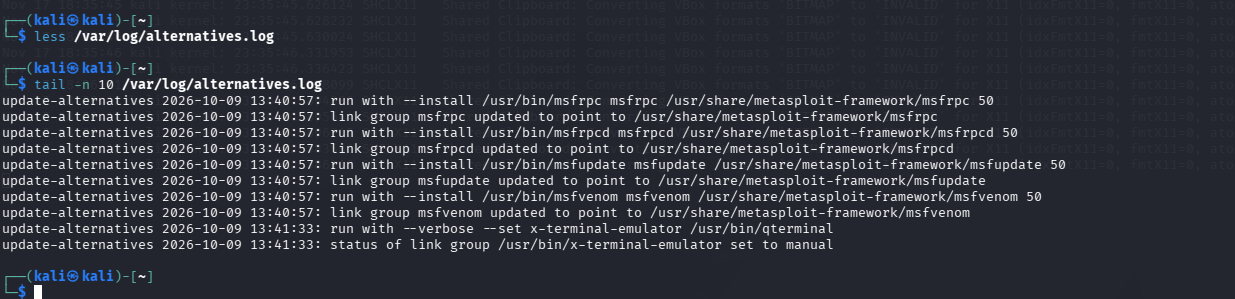 ┌──(kali㉿kali)-[~]
└─$ less /var/log/alternatives.log
┌──(kali㉿kali)-[~]
└─$ tail -n 10 /var/log/alternatives.log
update-alternatives 2026-10-09 13:40:57: run with --install /usr/bin/msfrpc msfrpc /usr/share/metasploit-framework/msfrpc 50
update-alternatives 2026-10-09 13:40:57: link group msfrpc updated to point to /usr/share/metasploit-framework/msfrpc
update-alternatives 2026-10-09 13:40:57: run with --install /usr/bin/msfrpcd msfrpcd /usr/share/metasploit-framework/msfrpcd 50
update-alternatives 2026-10-09 13:40:57: link group msfrpcd updated to point to /usr/share/metasploit-framework/msfrpcd
update-alternatives 2026-10-09 13:40:57: run with --install /usr/bin/msfupdate msfupdate /usr/share/metasploit-framework/msfupdate 50
update-alternatives 2026-10-09 13:40:57: link group msfupdate updated to point to /usr/share/metasploit-framework/msfupdate
update-alternatives 2026-10-09 13:40:57: run with --install /usr/bin/msfvenom msfvenom /usr/share/metasploit-framework/msfvenom 50
update-alternatives 2026-10-09 13:40:57: link group msfvenom updated to point to /usr/share/metasploit-framework/msfvenom
update-alternatives 2026-10-09 13:41:33: run with --verbose --set x-terminal-emulator /usr/bin/qterminal
update-alternatives 2026-10-09 13:41:33: status of link group /usr/bin/x-terminal-emulator set to manual
┌──(kali㉿kali)-[~]
└─$